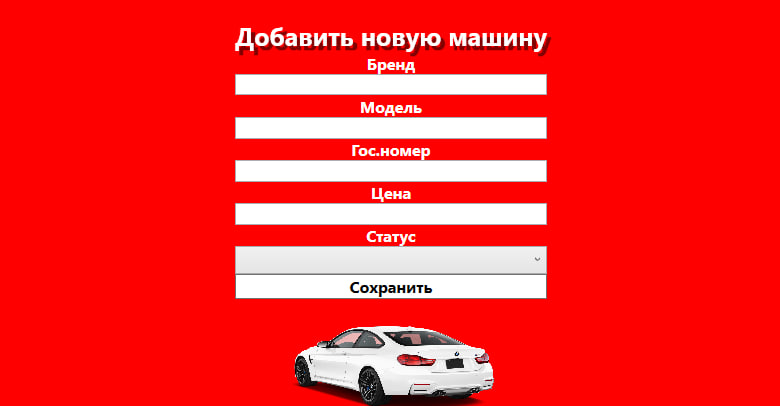 Добавить новую машину
Бренд
Модель
Гос.номер
Цена
Статус
Сохранить